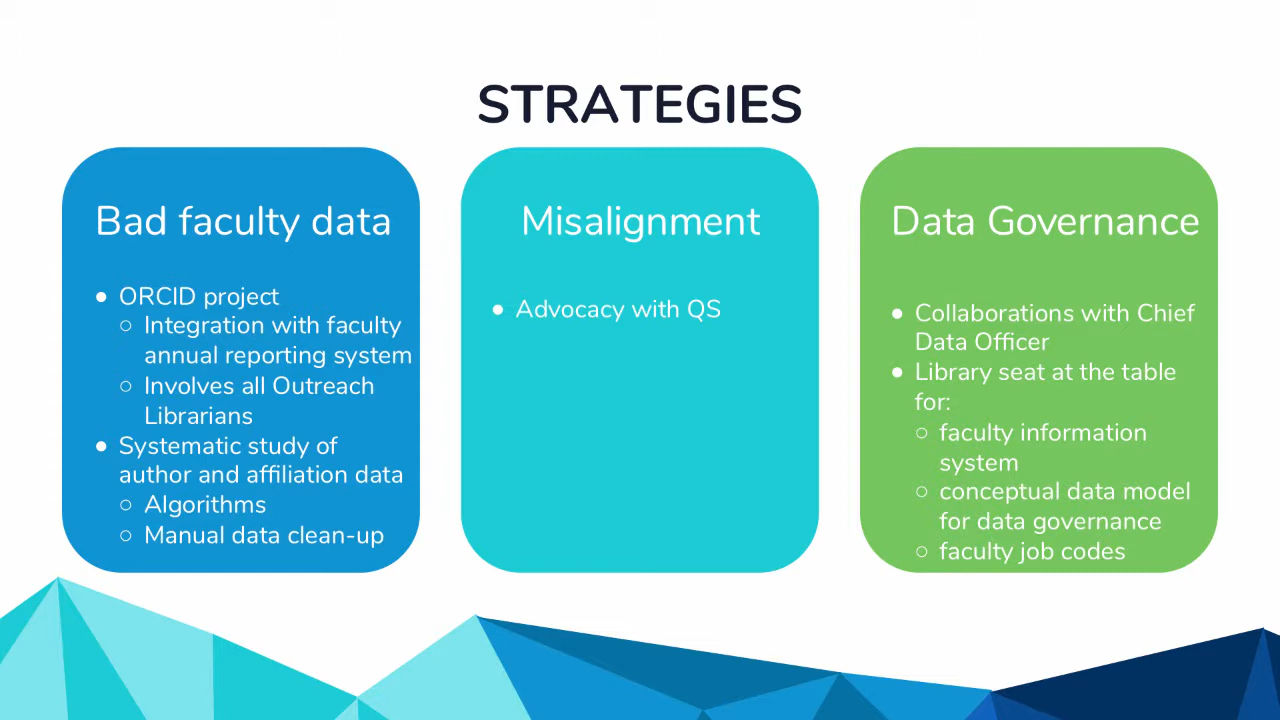 STRATEGIES
Bad faculty data
● ORCID project
○ Integration with faculty
annual reporting system
○ Involves all Outreach
Librarians
● Systematic study of
author and affiliation data
○ Algorithms
○ Manual data clean-up
Misalignment
● Advocacy with QS
Data Governance
● Collaborations with Chief
Data Officer
● Library seat at the table
for:
○ faculty information
system
○ conceptual data model
for data governance
○ faculty job codes